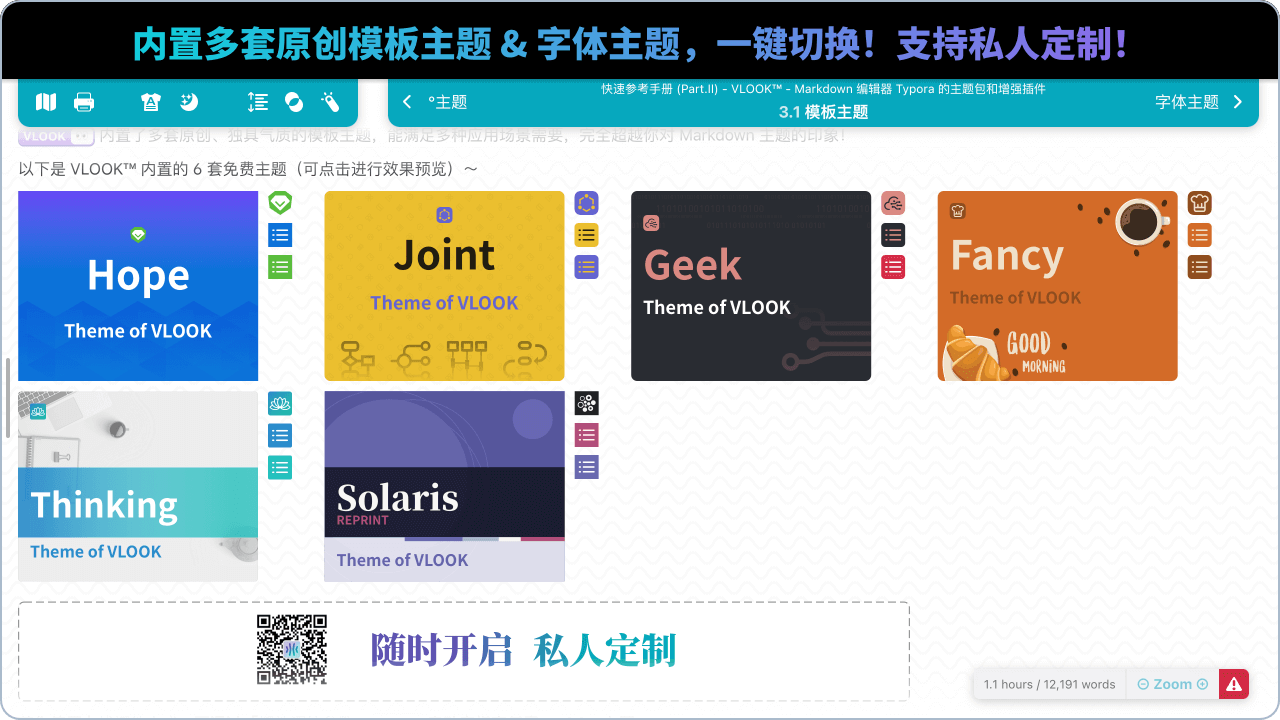 内置多套原创模板主题 & 字体主题，一键切换！支持私人定制！
快速参考手册 (Part.II) - VLOOK™ - Markdown 编辑器 Typora 的主题包和增强插件
°主题
3.1 模板主题
字体主题
VLOOK 内置了多套原创、独具气质的模板主题，能满足多种应用场景需要，完全超越你对 Markdown 主题的印象！
以下是 VLOOK™ 内置的 6 套免费主题（可点击进行效果预览）～
Hope
Theme of VLOOK
Joint
Theme of VLOOK
Geek
Theme of VLOOK
Fancy
Theme of VLOOK
GOOD
MORNING
Thinking
Theme of VLOOK
Solaris
REPRINT
Theme of VLOOK
随时开启 私人定制
1.1 hours / 12,191 words
Zoom